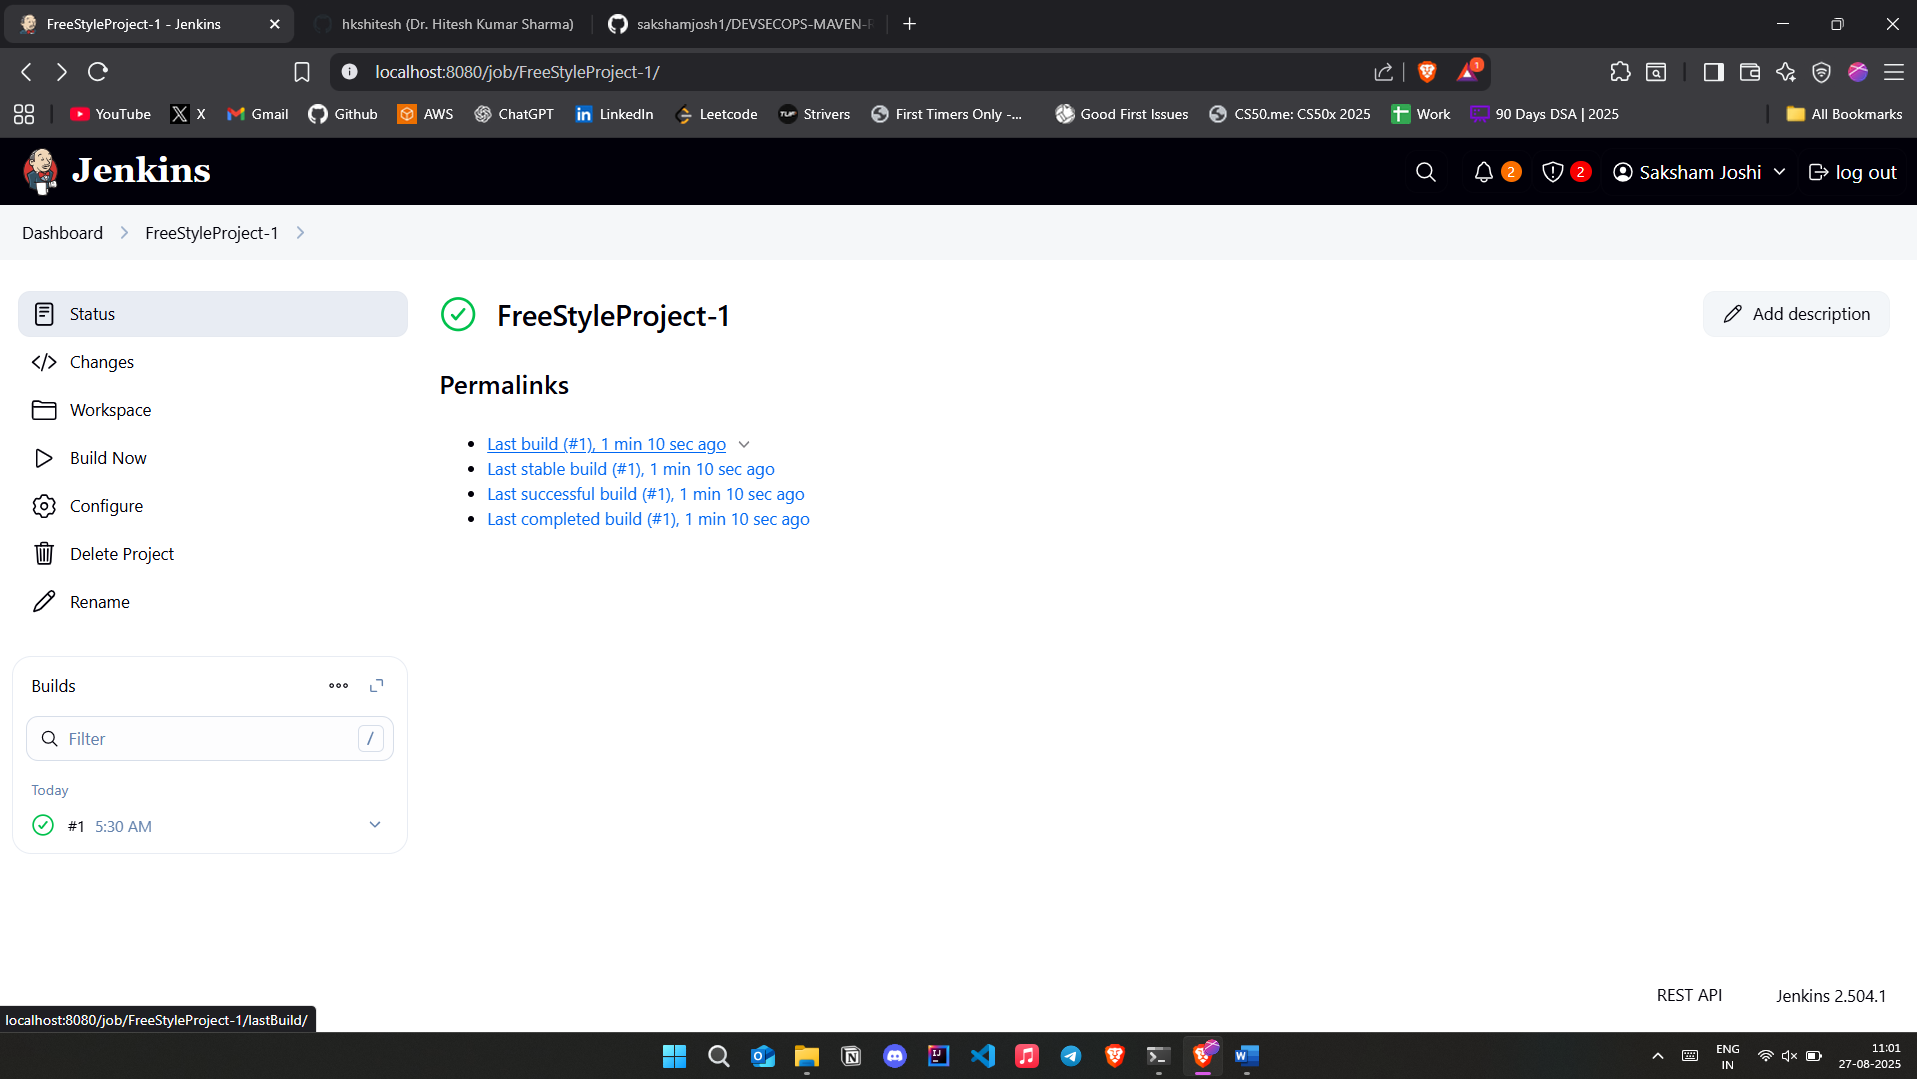 FreeStyleProject-1 - Jenkins
hkshitesh (Dr. Hitesh Kumar Sharma)
sakshamjosh1/DEVSECOPS-MAVEN-
localhost:8080/job/FreeStyleProject-1/
1
YouTube
X
Gmail
Github
AWS
ChatGPT
LinkedIn
Leetcode
Strivers
First Timers Only -...
Good First Issues
CS50.me: CS50x 2025
Work
90 Days DSA | 2025
All Bookmarks
Jenkins
2
2
Saksham Joshi
log out
Dashboard
FreeStyleProject-1
Status
Changes
Workspace
Build Now
Configure
Delete Project
Rename
FreeStyleProject-1
Add description
Permalinks
Last build (#1), 1 min 10 sec ago
Last stable build (#1), 1 min 10 sec ago
Last successful build (#1), 1 min 10 sec ago
Last completed build (#1), 1 min 10 sec ago
Builds
Filter
/
Today
#1 5:30 AM
REST API
Jenkins 2.504.1
localhost:8080/job/FreeStyleProject-1/lastBuild/
ENG
IN
11:01
27-08-2025